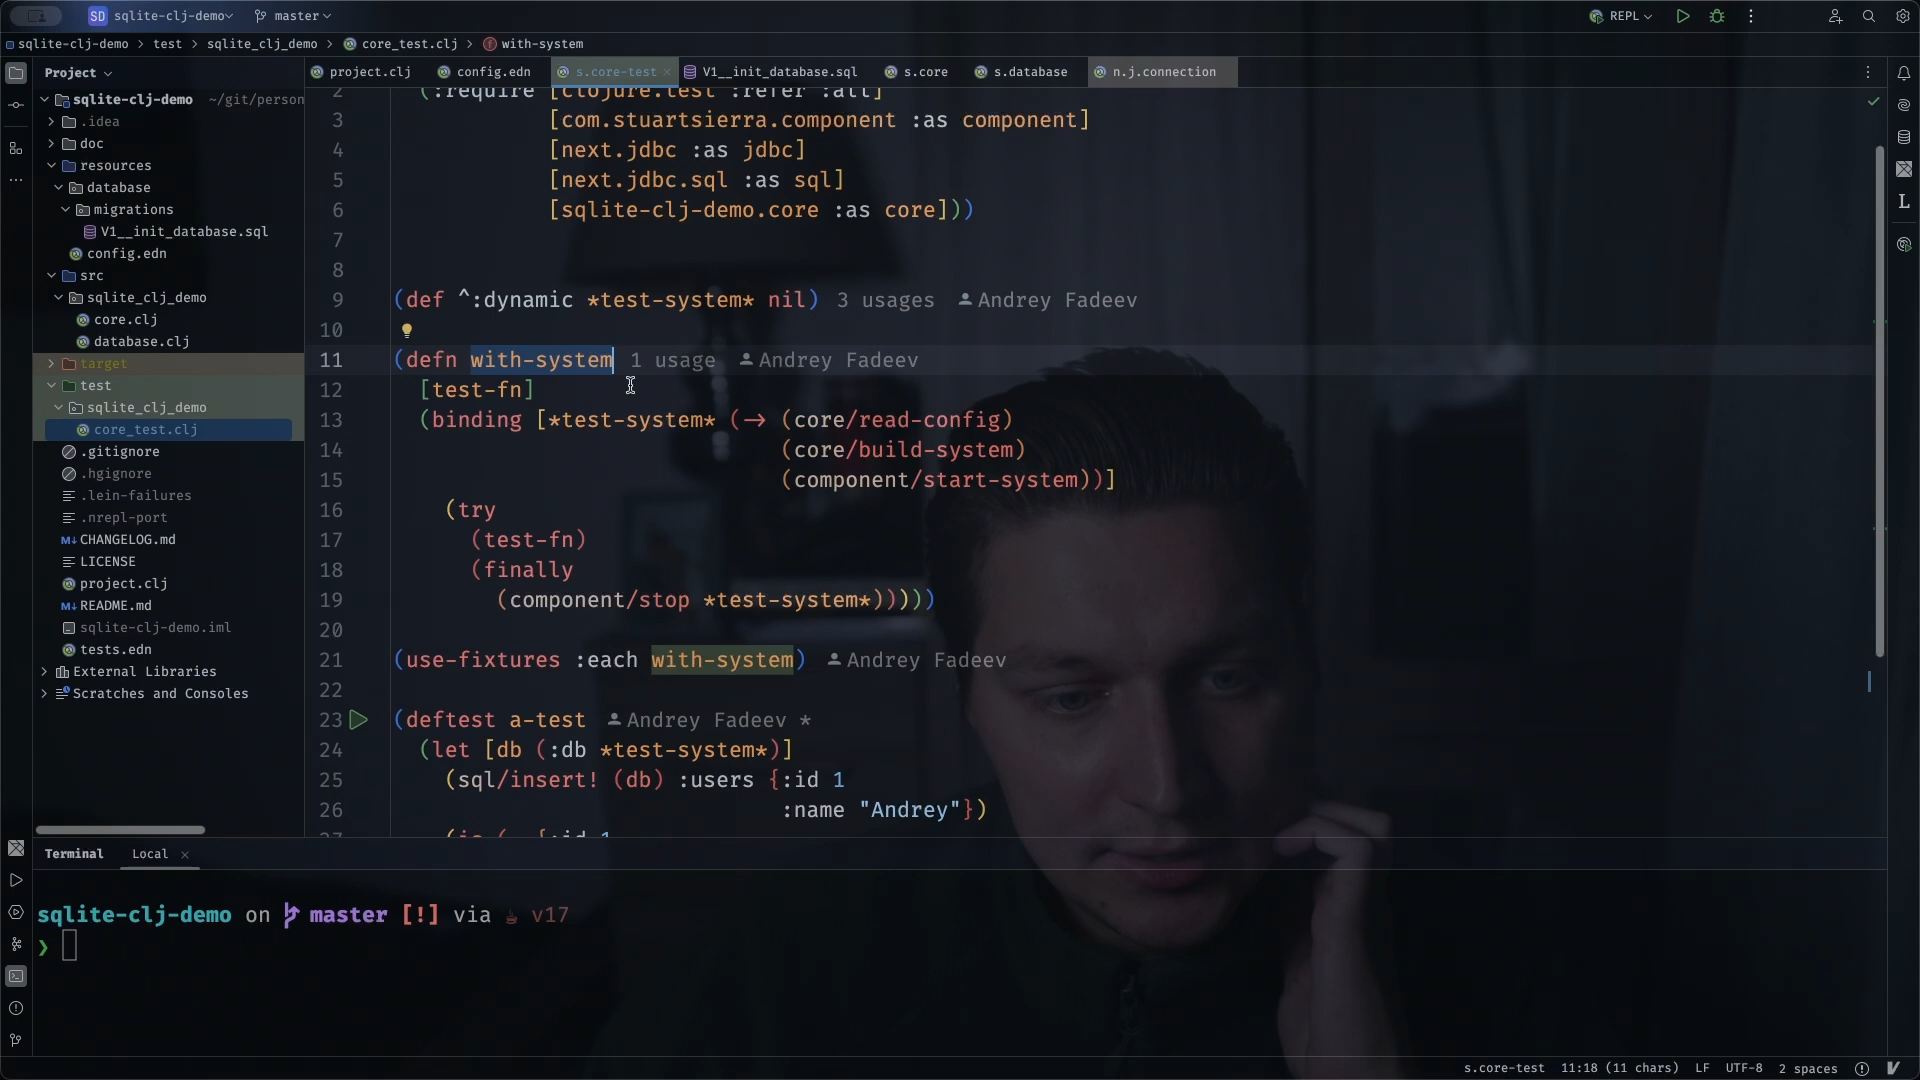 SD sqlite-clj-demo master REPL
sqlite-clj-demo test sqlite_clj_demo core_test.clj with-system
Project
project.clj config.edn s.core-test V1__init_database.sql s.core s.database n.j.connection
sqlite-clj-demo ~/git/person
.idea
doc
resources
database
migrations
V1__init_database.sql
config.edn
src
sqlite_clj_demo
core.clj
database.clj
target
test
sqlite_clj_demo
core_test.clj
.gitignore
.hgignore
.lein-failures
.nrepl-port
CHANGELOG.md
LICENSE
project.clj
README.md
sqlite-clj-demo.iml
tests.edn
External Libraries
Scratches and Consoles
2 (:require [clojure.test :refer :all]
3 [com.stuartsierra.component :as component]
4 [next.jdbc :as jdbc]
5 [next.jdbc.sql :as sql]
6 [sqlite-clj-demo.core :as core]))
7
8
9 (def ^:dynamic *test-system* nil) 3 usages Andrey Fadeev
10
11 (defn with-system 1 usage Andrey Fadeev
12 [test-fn]
13 (binding [*test-system* (-> (core/read-config)
14 (core/build-system)
15 (component/start-system))]
16 (try
17 (test-fn)
18 (finally
19 (component/stop *test-system*)))))
20
21 (use-fixtures :each with-system) Andrey Fadeev
22
23 (deftest a-test Andrey Fadeev *
24 (let [db (:db *test-system*)]
25 (sql/insert! (db) :users {:id 1
26 :name "Andrey"})
Terminal Local
sqlite-clj-demo on master [!] via v17
❯
s.core-test 11:18 (11 chars) LF UTF-8 2 spaces